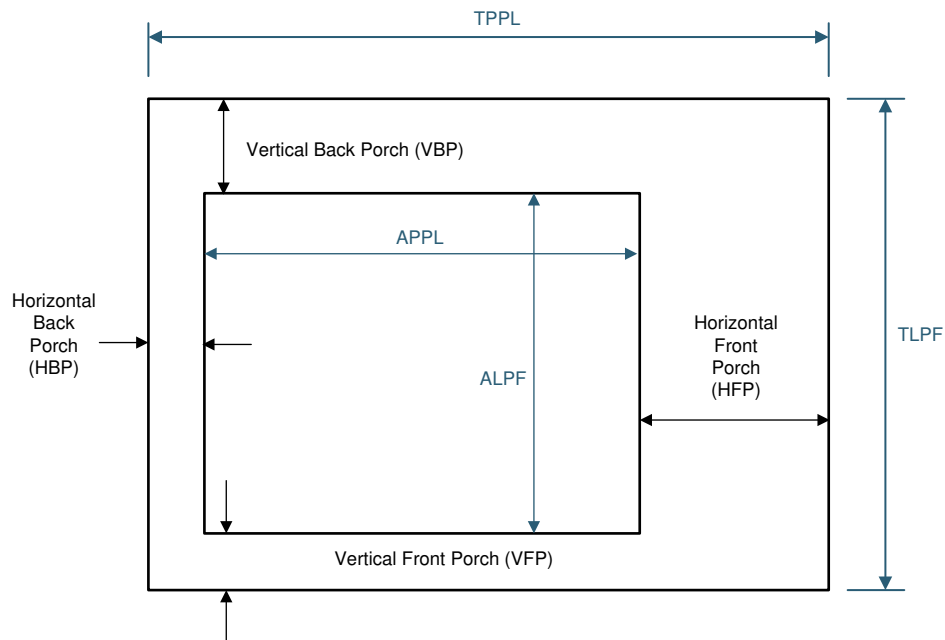 TPPL
Vertical Back Porch (VBP)
APPL
Horizontal
Back
Porch
(HBP)
ALPF
Horizontal
Front
Porch
(HFP)
TLPF
Vertical Front Porch (VFP)